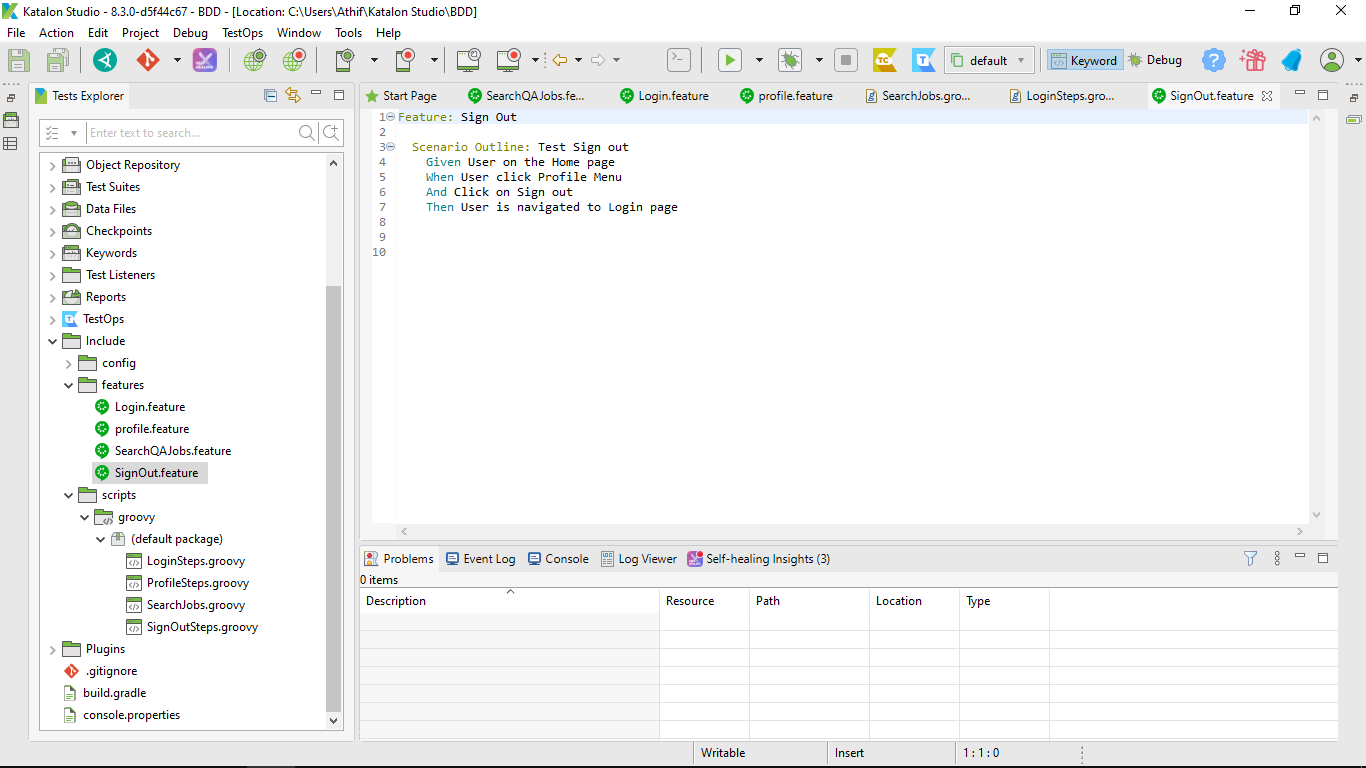 Katalon Studio - 8.3.0-d5f44c67 - BDD - [Location: C:\Users\Athif\Katalon Studio\BDD]
File Action Edit Project Debug TestOps Window Tools Help
TC T default Keyword Debug ?
Tests Explorer
Start Page SearchQAJobs.fe... Login.feature profile.feature SearchJobs.gro... LoginSteps.gro... SignOut.feature
Enter text to search...
Object Repository
Test Suites
Data Files
Checkpoints
Keywords
Test Listeners
Reports
TestOps
Include
config
features
Login.feature
profile.feature
SearchQAJobs.feature
SignOut.feature
scripts
groovy
(default package)
LoginSteps.groovy
ProfileSteps.groovy
SearchJobs.groovy
SignOutSteps.groovy
Plugins
.gitignore
build.gradle
console.properties
1 Feature: Sign Out
2
3 Scenario Outline: Test Sign out
4 Given User on the Home page
5 When User click Profile Menu
6 And Click on Sign out
7 Then User is navigated to Login page
8
9
10
Problems Event Log Console Log Viewer Self-healing Insights (3)
0 items
Description Resource Path Location Type
Writable Insert 1 : 1 : 0